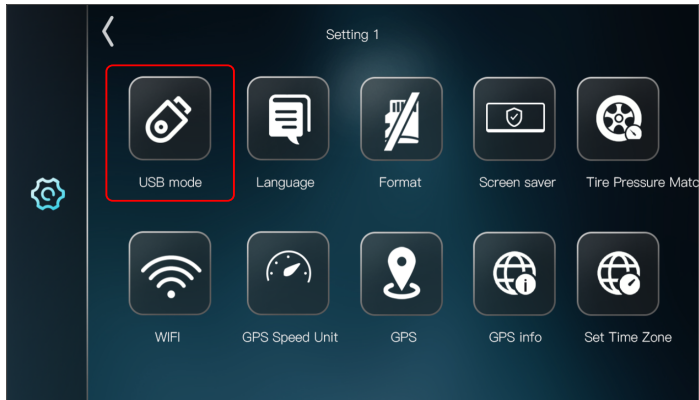 Setting 1
USB mode
Language
Format
Screen saver
Tire Pressure Matc
WIFI
GPS Speed Unit
GPS
GPS info
Set Time Zone